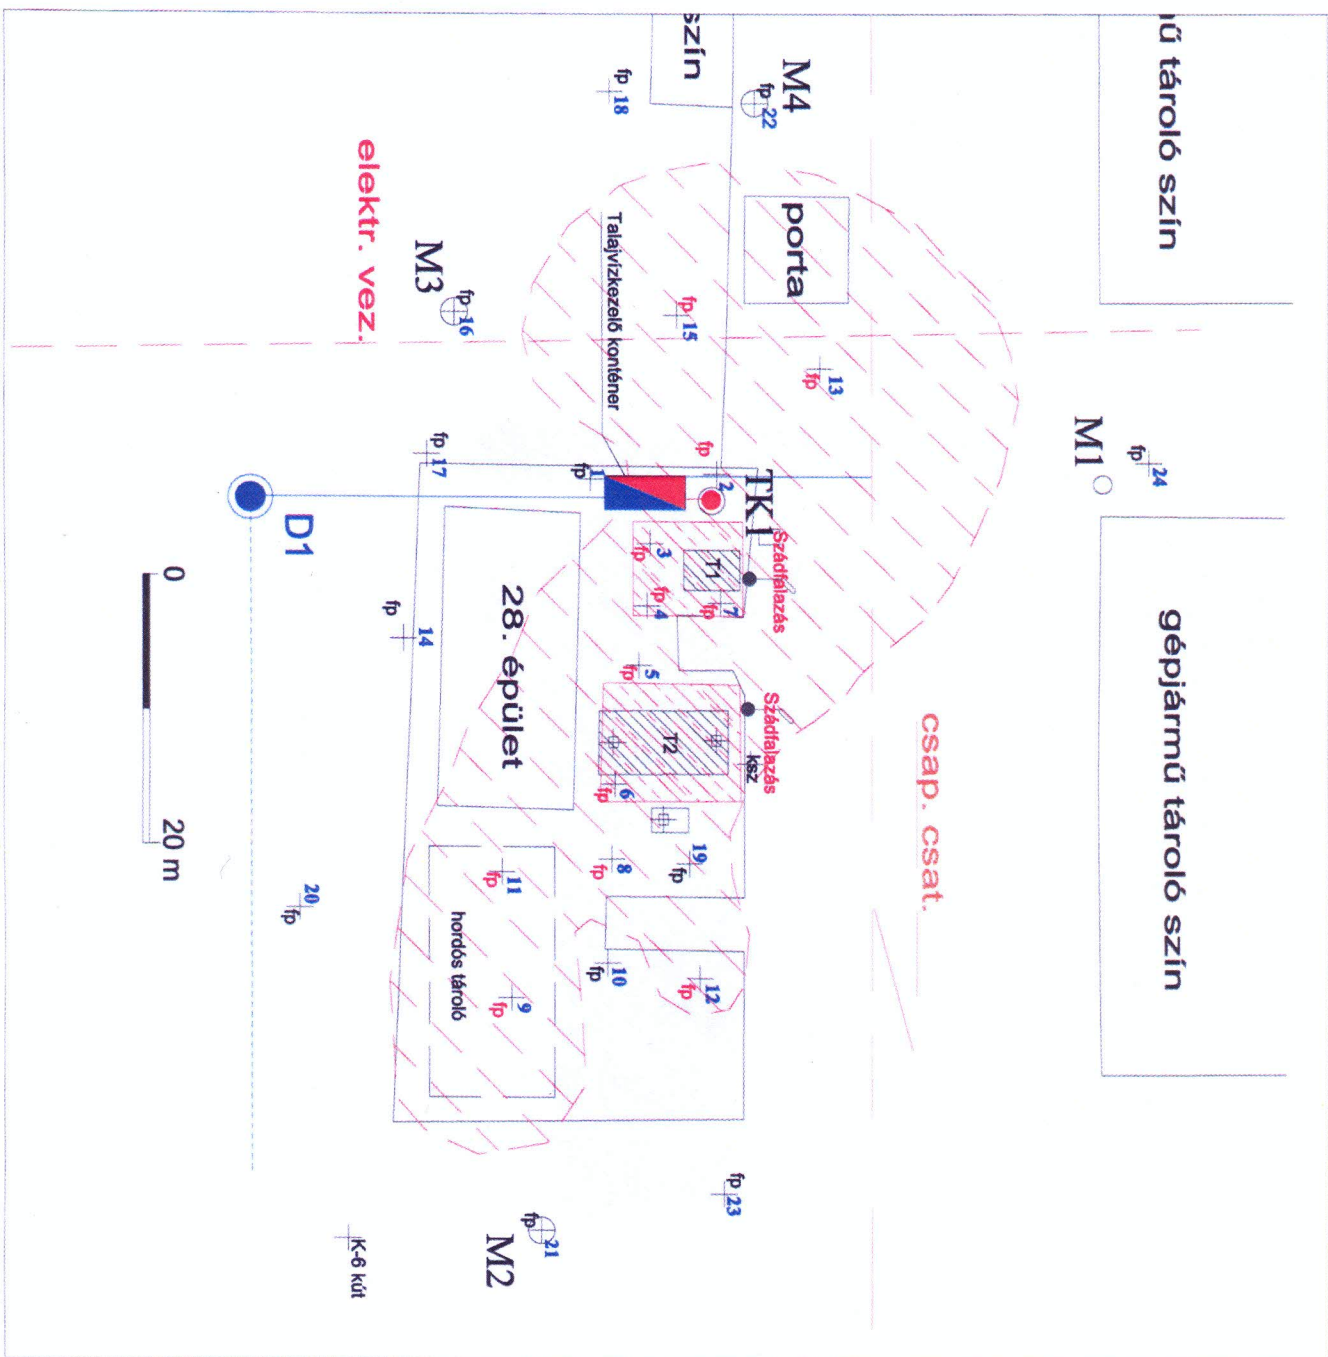 ű tároló szín
gépjármű tároló szín
fp 24
M1
csap. csat.
M4
fp 22
porta
13
fp
TK1
Szádfalazás
Szádfalazás
ksz
szín
fp 2
fp 15
T1
7
fp
T2
19
fp
12
fp
fp 23
fp 18
Talajvízkezelő konténer
fp 1
3
fp
fp 4
5
fp
6
fp
8
fp
10
fp
28. épület
11
fp
9
fp
hordós tároló
21
fp
M2
M3
fp 16
fp 17
14
fp
elektr. vez.
K-6 kút
D1
20
fp
0
20 m